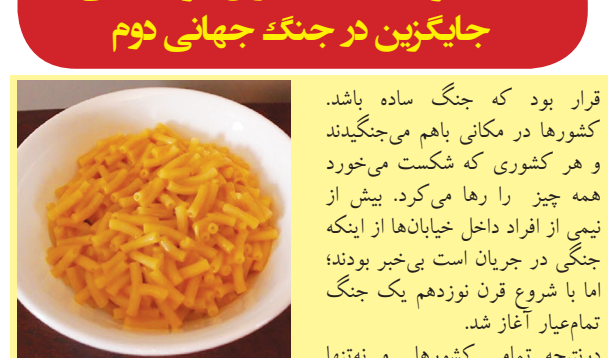 جایگزین در جنگ جهانی دوم
قرار بود که جنگ ساده باشد.
کشورها در مکانی باهم می‌جنگیدند
و هر کشوری که شکست می‌خورد
همه چیز را رها می‌کرد. بیش از
نیمی از افراد داخل خیابان‌ها از اینکه
جنگی در جریان است بی‌خبر بودند؛
اما با شروع قرن نوزدهم یک جنگ
تمام‌عیار آغاز شد.